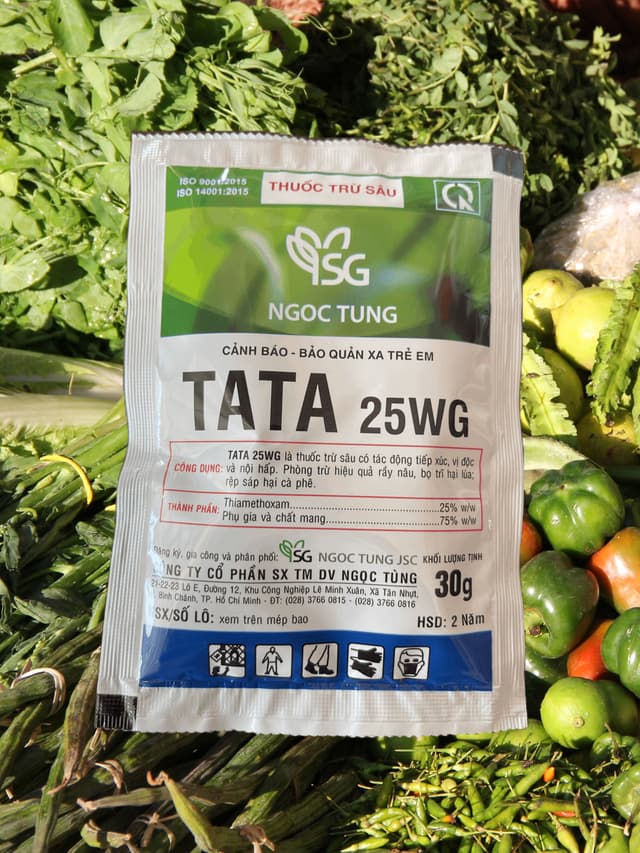 ISO 9001:2015
ISO 14001:2015
THUỐC TRỪ SÂU
CR
SG
NGOC TUNG
CẢNH BÁO - BẢO QUẢN XA TRẺ EM
TATA 25WG
CÔNG DỤNG: TATA 25WG là thuốc trừ sâu có tác động tiếp xúc, vị độc
và nội hấp. Phòng trừ hiệu quả rầy nâu, bọ trĩ hại lúa;
rệp sáp hại cà phê.
THÀNH PHẦN: Thiamethoxam 25% w/w
Phụ gia và chất mang 75% w/w
Đăng ký, gia công và phân phối: SG NGOC TUNG JSC
CÔNG TY CỔ PHẦN SX TM DV NGỌC TÙNG
21-22-23 Lô E, Đường 12, Khu Công Nghiệp Lê Minh Xuân, Xã Tân Nhựt,
Bình Chánh, TP. Hồ Chí Minh - ĐT: (028) 3766 0815 - (028) 3766 0816
KHỐI LƯỢNG TỊNH
30g
SX/SỐ LÔ: xem trên mép bao
HSD: 2 Năm